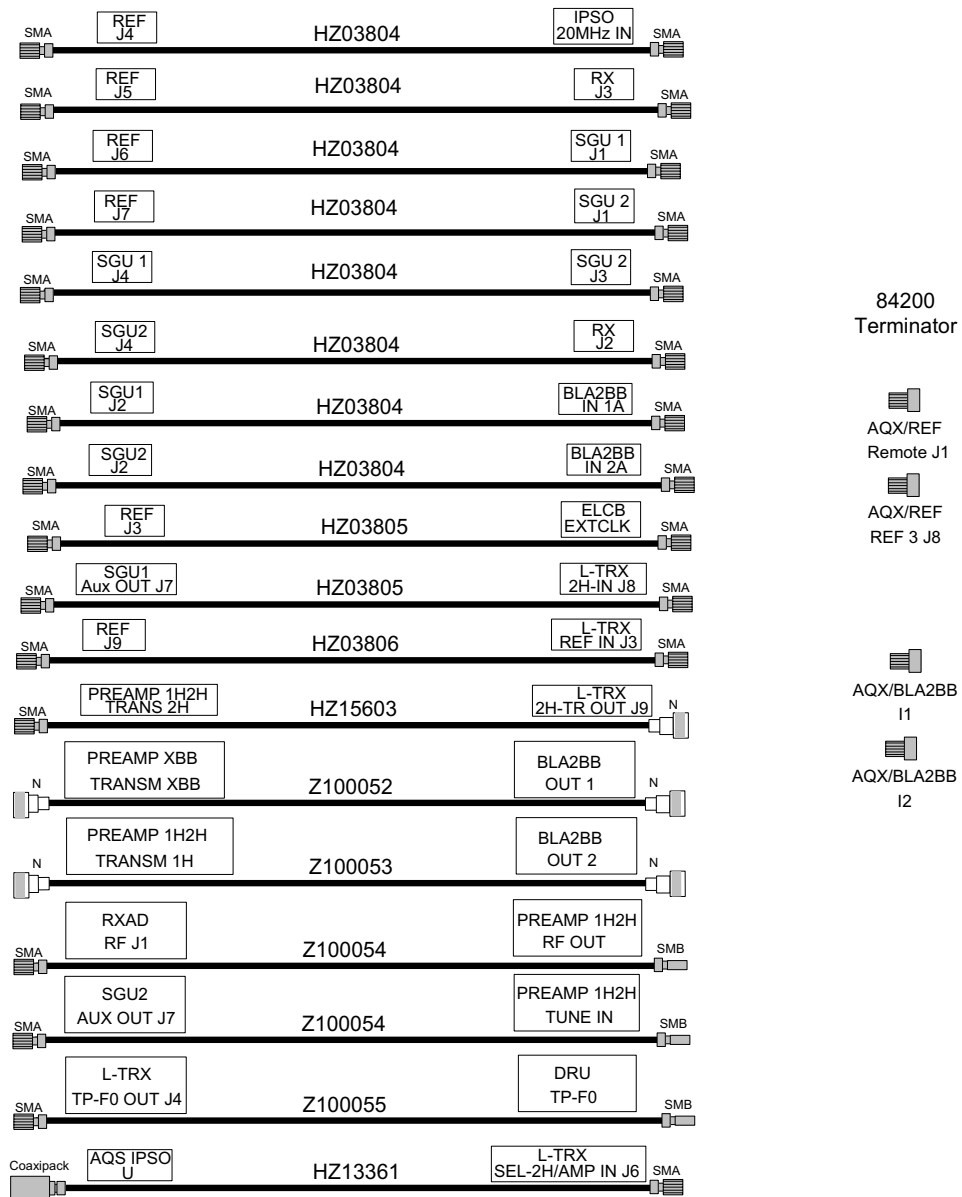 SMA
REF
J4
HZ03804
IPSO
20MHz IN
SMA
SMA
REF
J5
HZ03804
RX
J3
SMA
SMA
REF
J6
HZ03804
SGU 1
J1
SMA
SMA
REF
J7
HZ03804
SGU 2
J1
SMA
SMA
SGU 1
J4
HZ03804
SGU 2
J3
SMA
SMA
SGU2
J4
HZ03804
RX
J2
SMA
SMA
SGU1
J2
HZ03804
BLA2BB
IN 1A
SMA
SMA
SGU2
J2
HZ03804
BLA2BB
IN 2A
SMA
SMA
REF
J3
HZ03805
ELCB
EXTCLK
SMA
SMA
SGU1
Aux OUT J7
HZ03805
L-TRX
2H-IN J8
SMA
SMA
REF
J9
HZ03806
L-TRX
REF IN J3
SMA
SMA
PREAMP 1H2H
TRANS 2H
HZ15603
L-TRX
2H-TR OUT J9
N
N
PREAMP XBB
TRANSM XBB
Z100052
BLA2BB
OUT 1
N
N
PREAMP 1H2H
TRANSM 1H
Z100053
BLA2BB
OUT 2
N
SMA
RXAD
RF J1
Z100054
PREAMP 1H2H
RF OUT
SMB
SMA
SGU2
AUX OUT J7
Z100054
PREAMP 1H2H
TUNE IN
SMB
SMA
L-TRX
TP-F0 OUT J4
Z100055
DRU
TP-F0
SMB
Coaxipack
AQS IPSO
U
HZ13361
L-TRX
SEL-2H/AMP IN J6
SMA
84200
Terminator
AQX/REF
Remote J1
AQX/REF
REF 3 J8
AQX/BLA2BB
I1
AQX/BLA2BB
I2